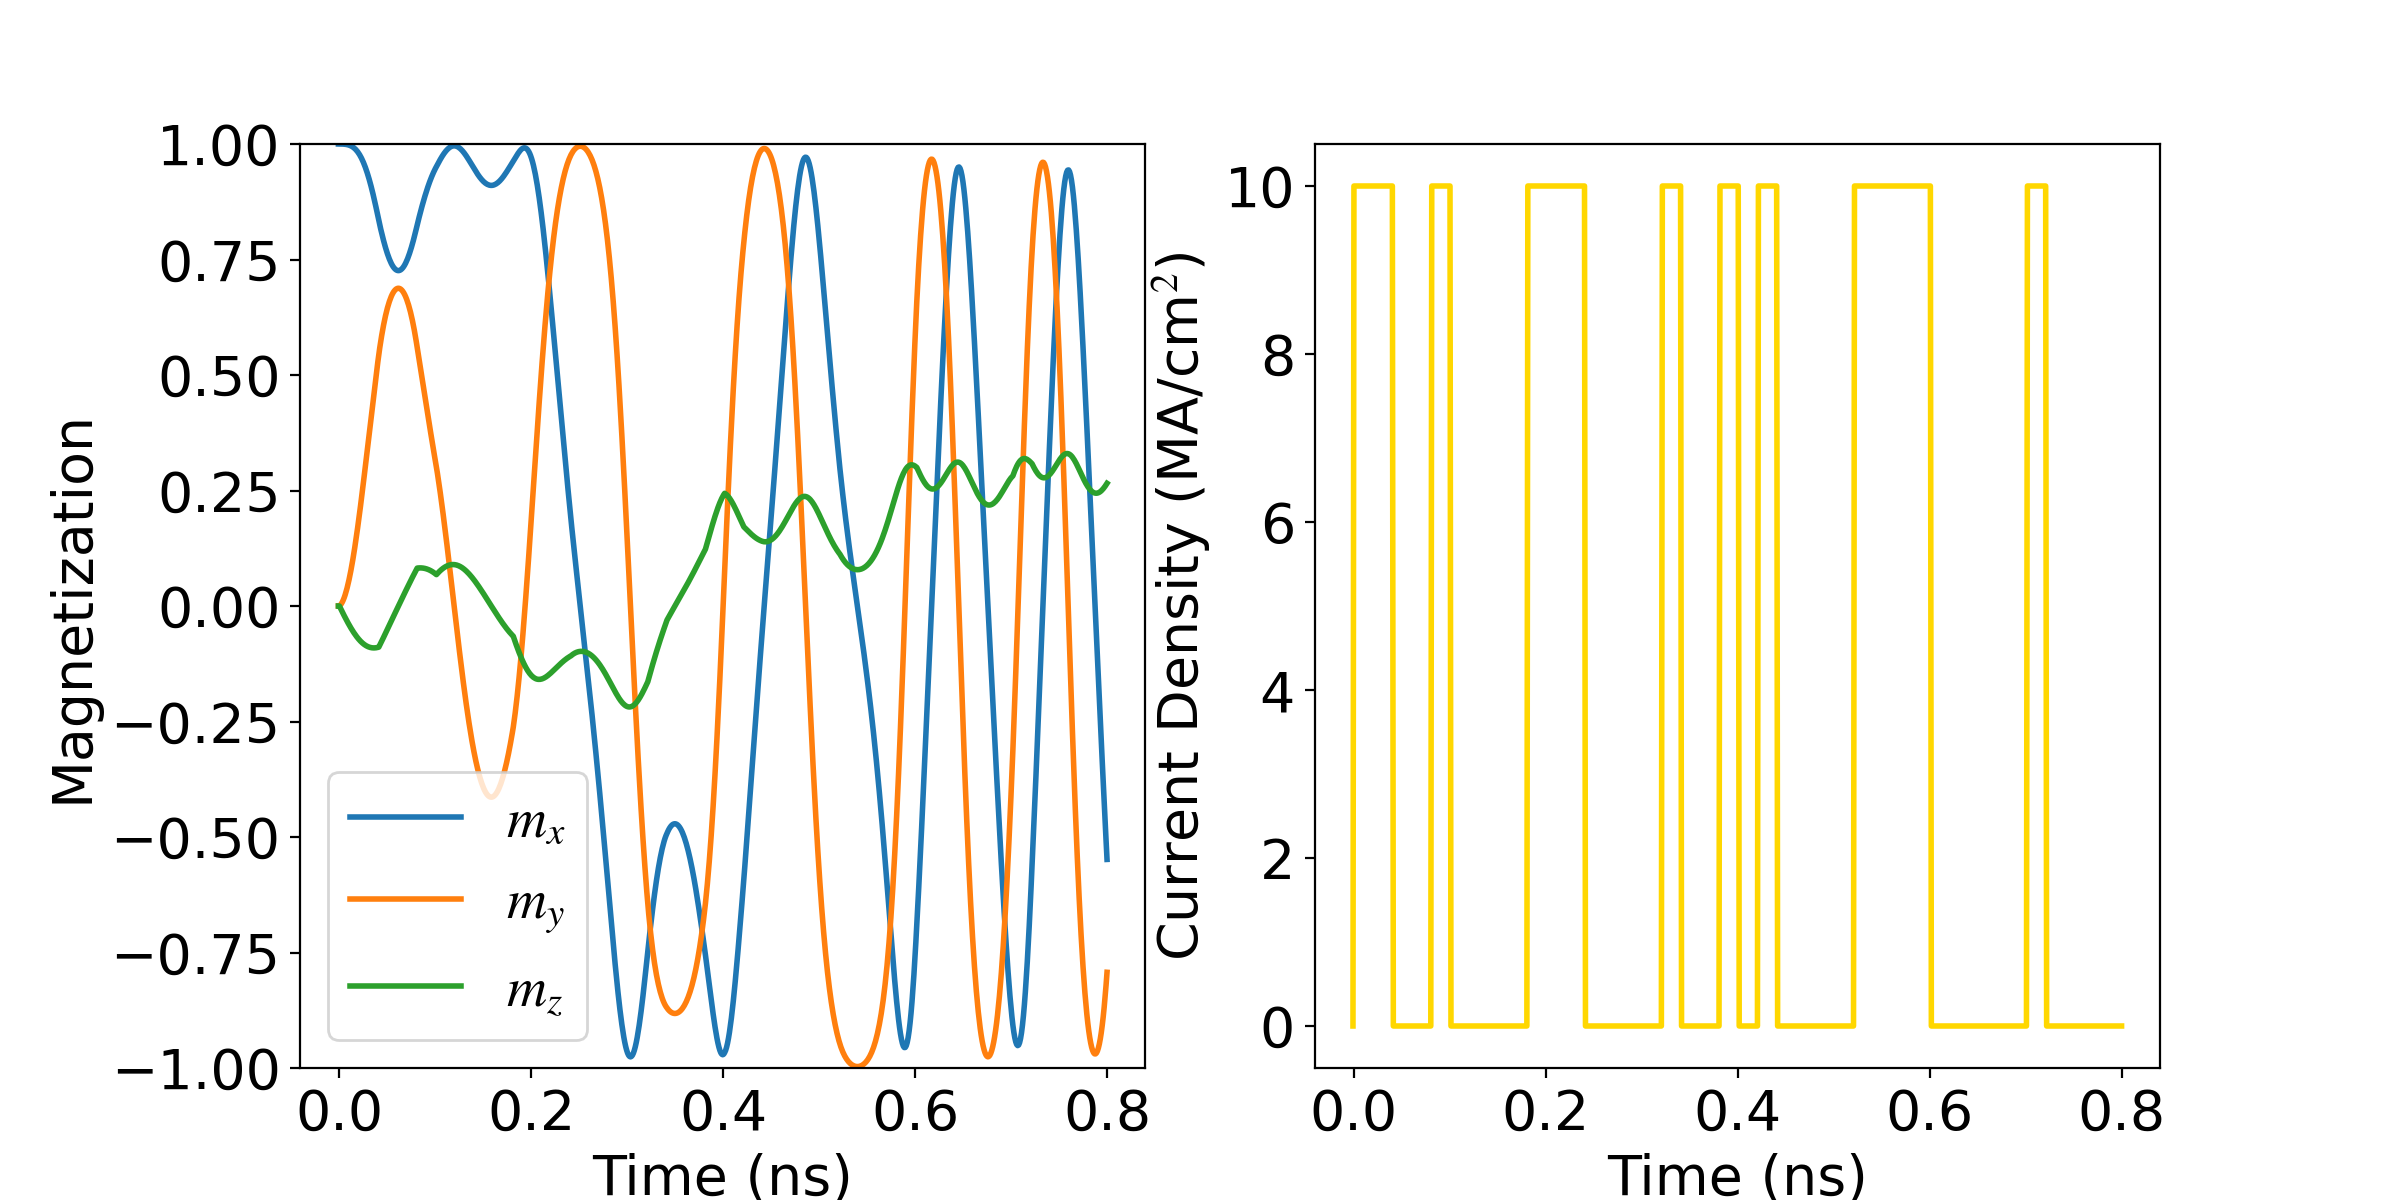 1.00
0.75
0.50
0.25
0.00
−0.25
−0.50
−0.75
−1.00
Magnetization
m_x
m_y
m_z
0.0 0.2 0.4 0.6 0.8
Time (ns)
10
8
6
4
2
0
Current Density (MA/cm²)
0.0 0.2 0.4 0.6 0.8
Time (ns)